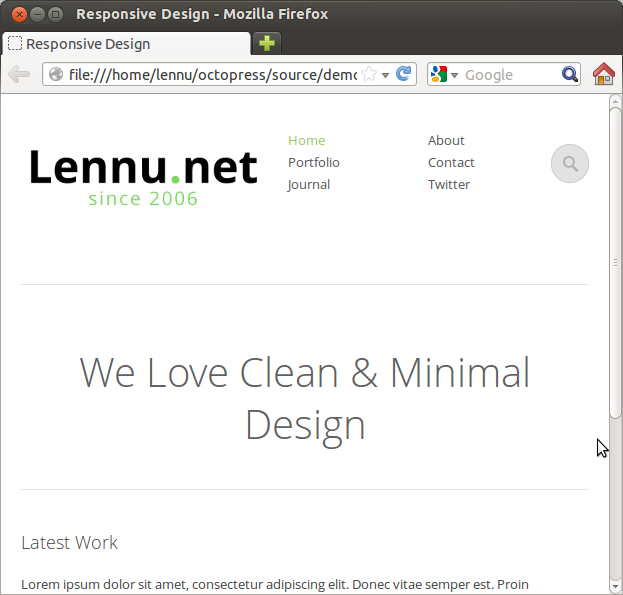 Responsive Design - Mozilla Firefox
Responsive Design
file:///home/lennu/octopress/source/demo
Google
Lennu.net
since 2006
Home
Portfolio
Journal
About
Contact
Twitter
We Love Clean & Minimal
Design
Latest Work
Lorem ipsum dolor sit amet, consectetur adipiscing elit. Donec vitae semper est. Proin